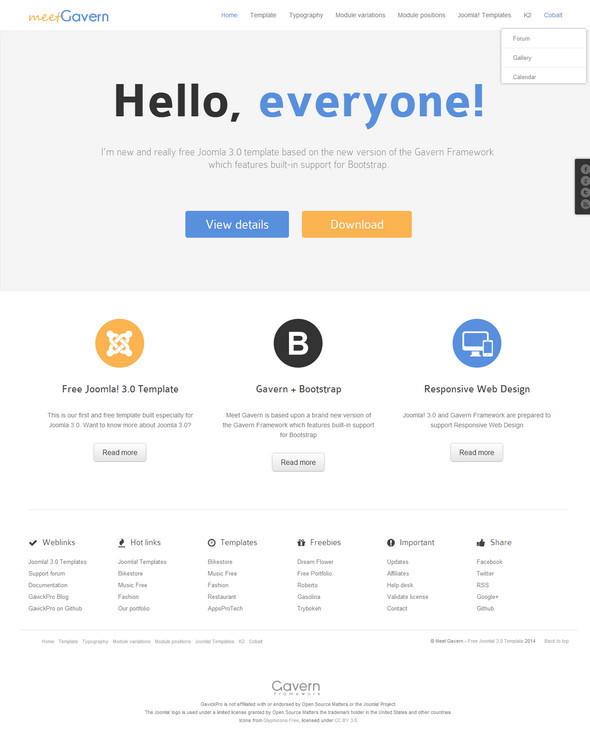 meetGavern
Home Template Typography Module variations Module positions Joomla! Templates K2 Cobalt
Forum
Gallery
Calendar
Hello, everyone!
I'm new and really free Joomla 3.0 template based on the new version of the Gavern Framework
which features built-in support for Bootstrap.
View details Download
B
Free Joomla! 3.0 Template Gavern + Bootstrap Responsive Web Design
This is our first and free template built especially for
Joomla 3.0. Want to know more about Joomla 3.0?
Read more
Meet Gavern is based upon a brand new version of
the Gavern Framework which features built-in support
for Bootstrap
Read more
Joomla! 3.0 and Gavern Framework are prepared to
support Responsive Web Design
Read more
Weblinks
Joomla! 3.0 Templates
Support forum
Documentation
GavickPro Blog
GavickPro on Github
Hot links
Joomla! Templates
Bikestore
Music Free
Fashion
Our portfolio
Templates
Bikestore
Music Free
Fashion
Restaurant
AppsProTech
Freebies
Dream Flower
Free Portfolio
Roberto
Gasolina
Trybokeh
Important
Updates
Affiliates
Help desk
Validate license
Contact
Share
Facebook
Twitter
RSS
Google+
Github
Home Template Typography Module variations Module positions Joomla! Templates K2 Cobalt
© Meet Gavern - Free Joomla! 3.0 Template 2014 Back to top
Gavern
framework
GavickPro is not affiliated with or endorsed by Open Source Matters or the Joomla! Project.
The Joomla logo is used under a limited license granted by Open Source Matters the trademark holder in the United States and other countries.
Icons from Glyphicons Free, licensed under CC BY 3.0.